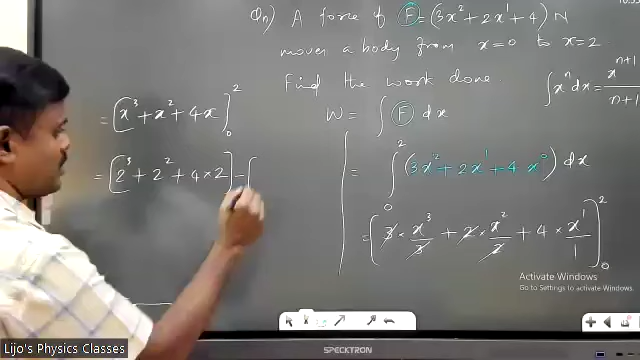 Qn) A force of F = (3x² + 2x¹ + 4) N
moves a body from x=0 to x=2.
Find the work done.
∫xⁿdx = xⁿ⁺¹/n+1
W = ∫ F dx
= ∫₀² (3x² + 2x¹ + 4x⁰) dx
= [3 × x³/3 + 2 × x²/2 + 4 × x¹/1]₀²
= [x³ + x² + 4x]₀²
= [2³ + 2² + 4×2] - [
Activate Windows
Go to Settings to activate Windows.
Lijo's Physics Classes
SPECKTRON